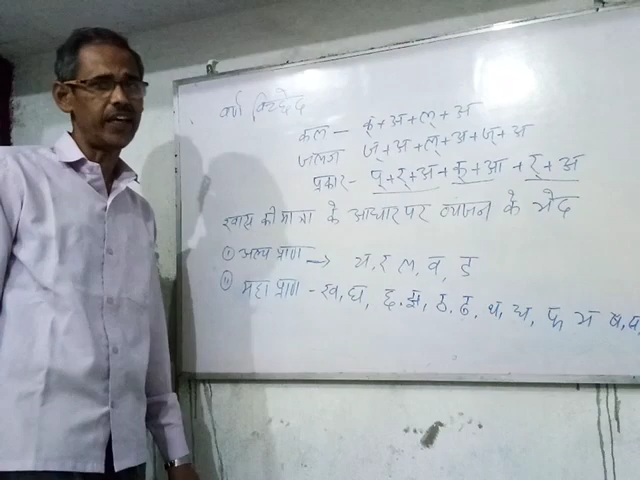 वर्ण विच्छेद
कल - क्+अ+ल्+अ
जलज ज्+अ+ल्+अ+ज्+अ
प्रकार- प्+र्+अ+क्+आ+र्+अ
श्वास की मात्रा के आधार पर व्यंजन के भेद
① अल्प प्राण → य, र ल, व, ड
② महा प्राण - ख, घ, छ, झ, ठ, ढ, थ, ध, फ भ ष, स